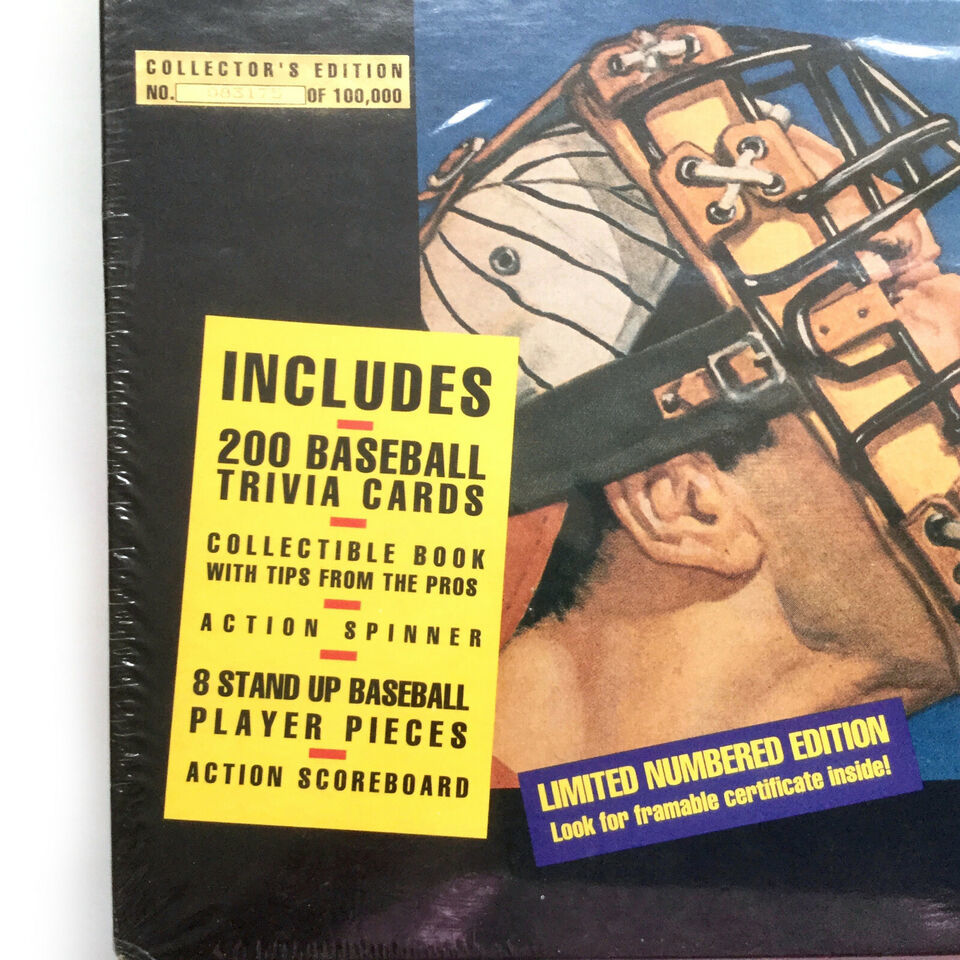 COLLECTOR'S EDITION
NO. OF 100,000
INCLUDES
200 BASEBALL
TRIVIA CARDS
COLLECTIBLE BOOK
WITH TIPS FROM THE PROS
ACTION SPINNER
8 STAND UP BASEBALL
PLAYER PIECES
ACTION SCOREBOARD
LIMITED NUMBERED EDITION
Look for framable certificate inside!